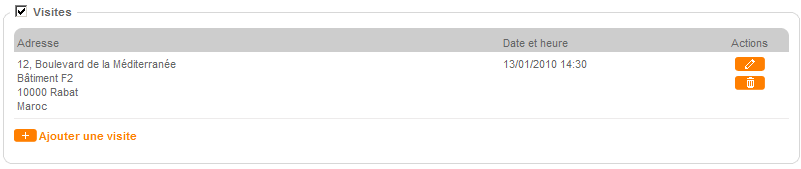 Visites
Adresse Date et heure Actions
12, Boulevard de la Méditerranée 13/01/2010 14:30
Bâtiment F2
10000 Rabat
Maroc
Ajouter une visite